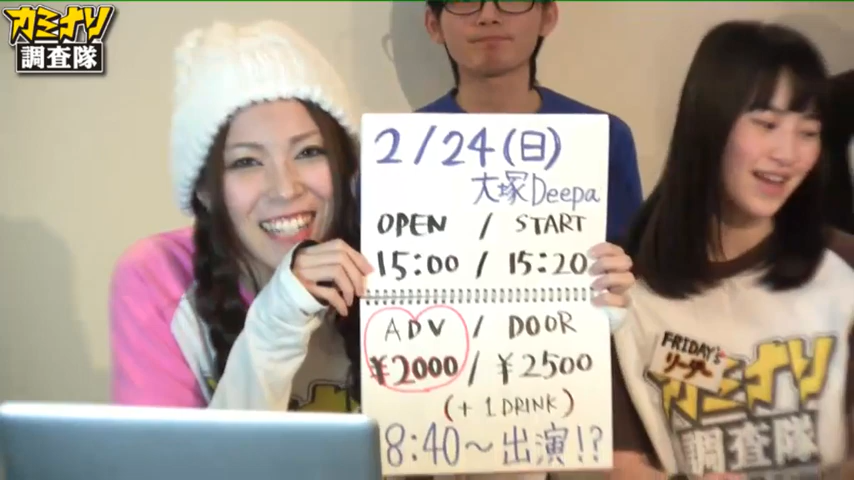 カミナリ
調査隊
2/24(日)
大塚Deepa
OPEN / START
15:00 / 15:20
ADV / DOOR
¥2000 / ¥2500
(+1DRINK)
8:40～出演!?
FRIDAY's
リーダー
カミナリ
調査隊